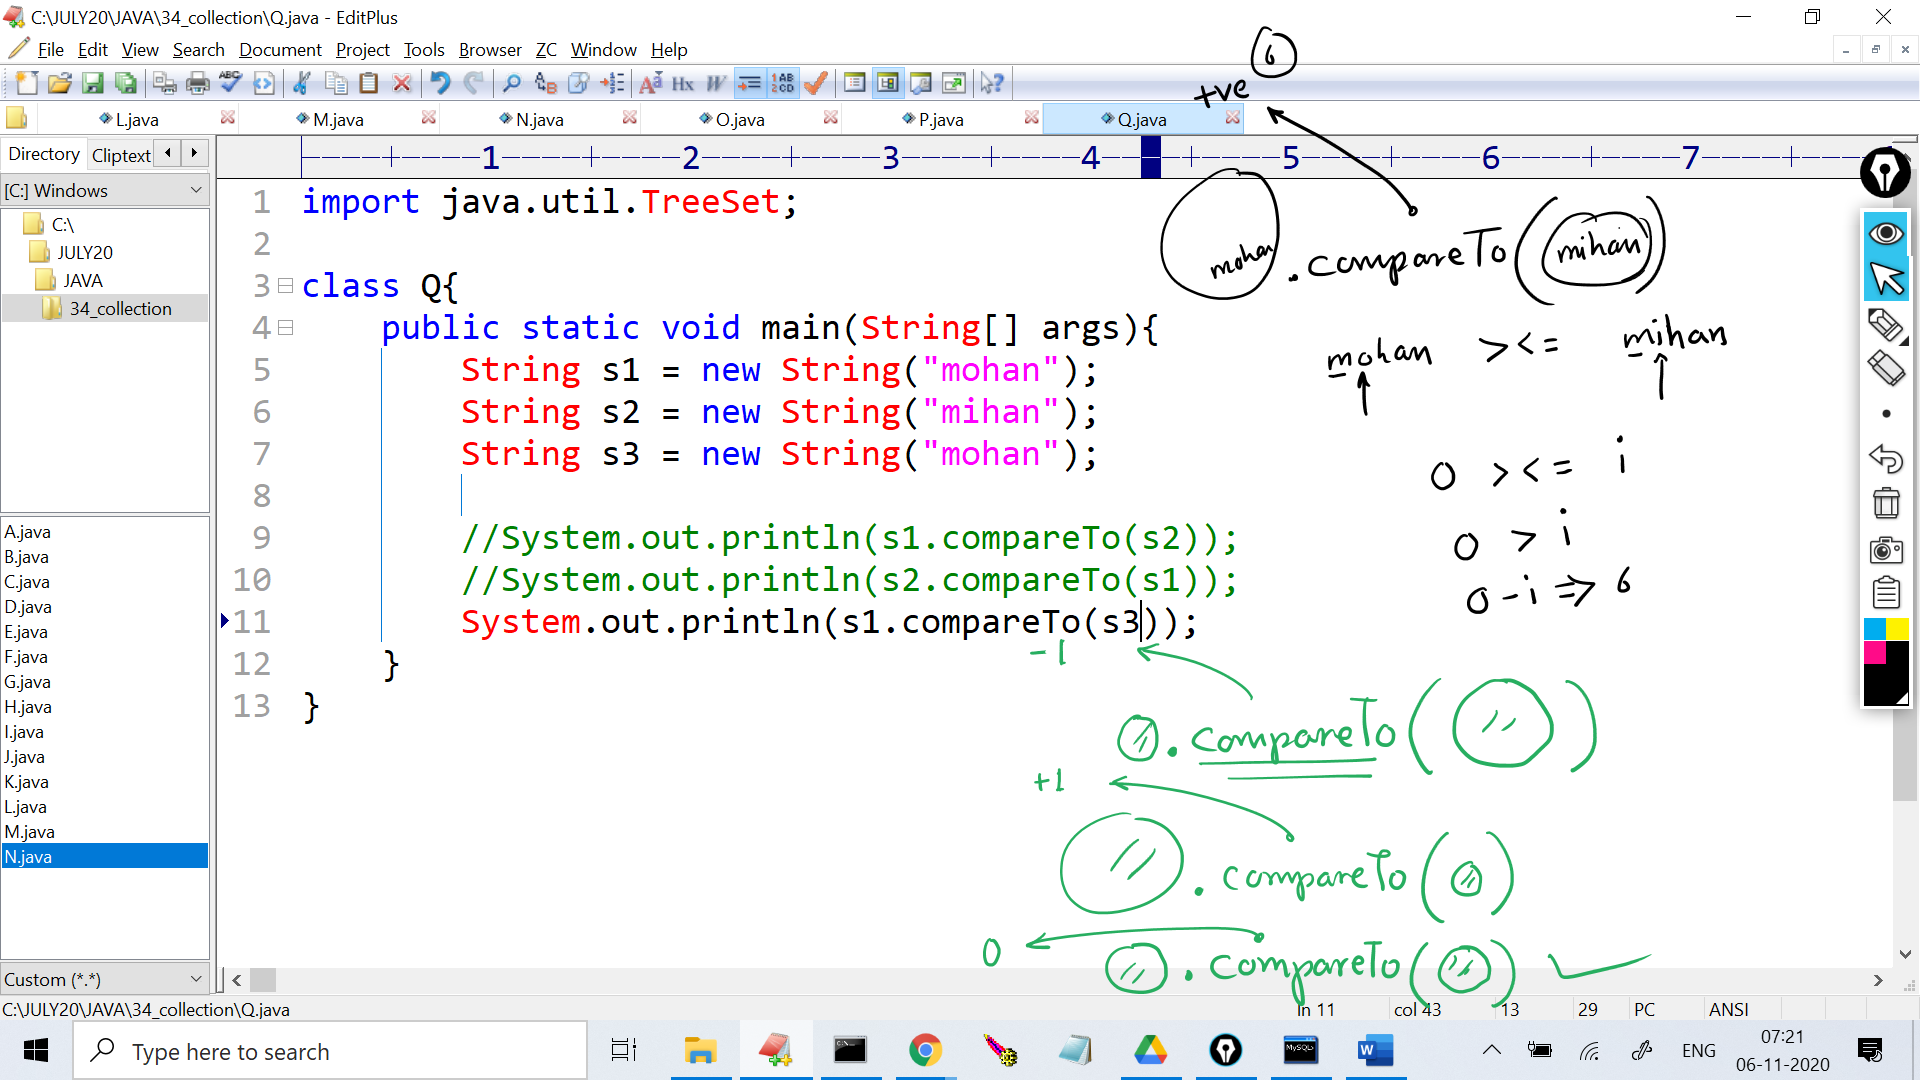 C:\JULY20\JAVA\34_collection\Q.java - EditPlus
File Edit View Search Document Project Tools Browser ZC Window Help
L.java M.java N.java O.java P.java Q.java
Directory Cliptext
[C:] Windows
C:\
JULY20
JAVA
34_collection
A.java
B.java
C.java
D.java
E.java
F.java
G.java
H.java
I.java
J.java
K.java
L.java
M.java
N.java
Custom (*.*)
1 2 3 4 5 6 7
1 import java.util.TreeSet;
2
3 class Q{
4 public static void main(String[] args){
5 String s1 = new String("mohan");
6 String s2 = new String("mihan");
7 String s3 = new String("mohan");
8
9 //System.out.println(s1.compareTo(s2));
10 //System.out.println(s2.compareTo(s1));
11 System.out.println(s1.compareTo(s3));
12 }
13 }
6
+ve
mohan .compareTo(mihan)
mohan ><= mihan
o ><= i
o > i
o - i => 6
-1
.compareTo( )
+1
.compareTo( )
0
.compareTo( )
C:\JULY20\JAVA\34_collection\Q.java ln 11 col 43 13 29 PC ANSI
Type here to search
MySQL
ENG
07:21
06-11-2020